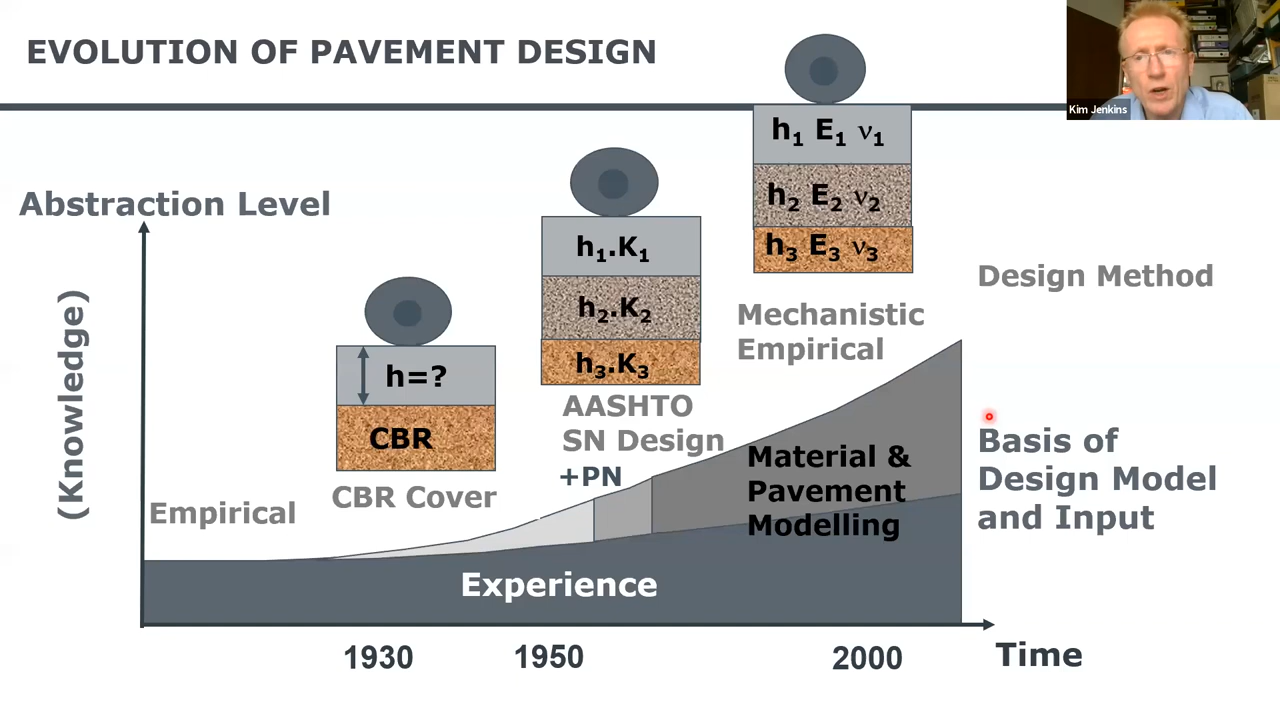 EVOLUTION OF PAVEMENT DESIGN
Kim Jenkins
h₁ E₁ ν₁
h₂ E₂ ν₂
h₃ E₃ ν₃
Abstraction Level
(Knowledge)
h₁.K₁
h₂.K₂
h₃.K₃
Design Method
Mechanistic
Empirical
h=?
CBR
AASHTO
SN Design
+PN
CBR Cover
Empirical
Material &
Pavement
Modelling
Basis of
Design Model
and Input
Experience
1930
1950
2000
Time